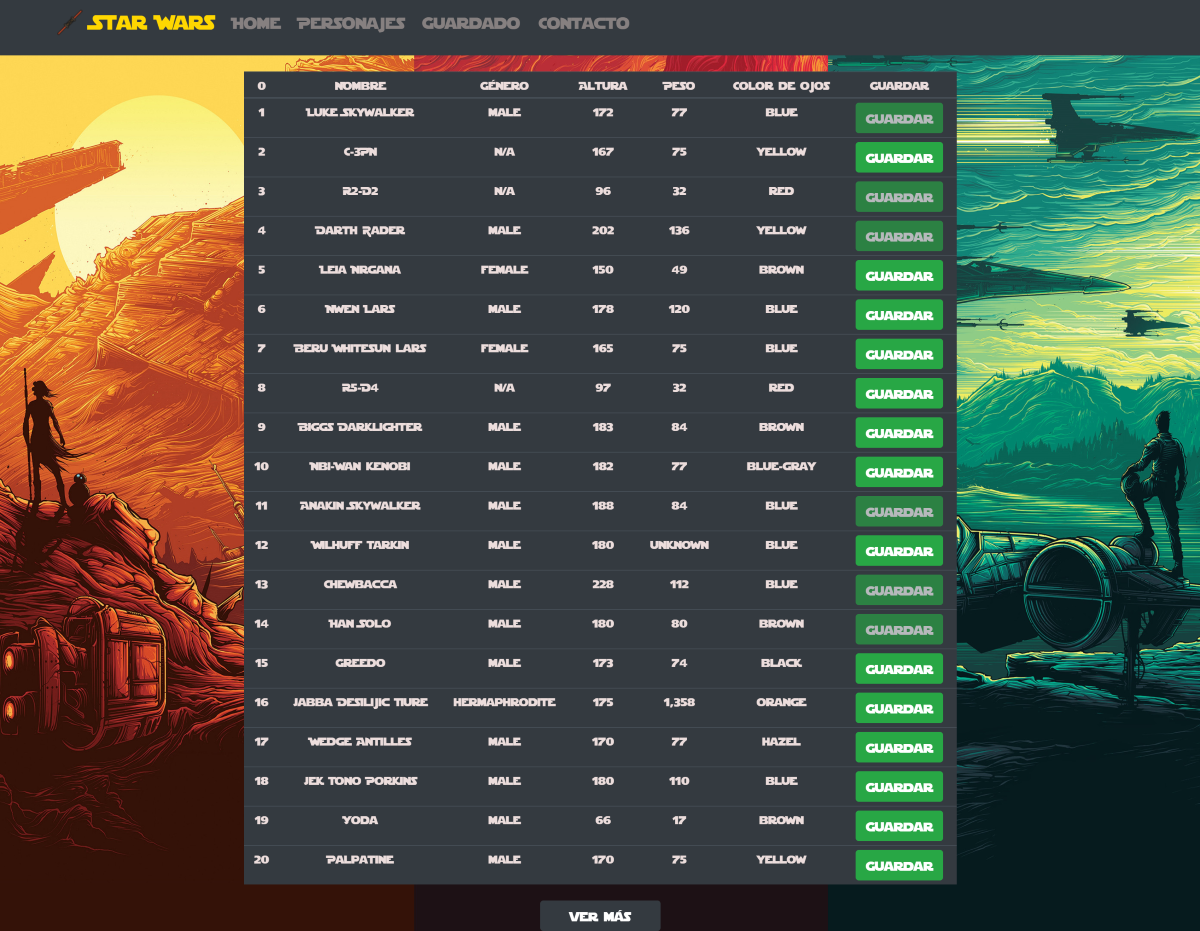 STAR WARS HOME PERSONAJES GUARDADO CONTACTO
0 NOMBRE GÉNERO ALTURA PESO COLOR DE OJOS GUARDAR
1 LUKE SKYWALKER MALE 172 77 BLUE GUARDAR
2 C-3PN N/A 167 75 YELLOW GUARDAR
3 R2-D2 N/A 96 32 RED GUARDAR
4 DARTH RADER MALE 202 136 YELLOW GUARDAR
5 LEIA NRGANA FEMALE 150 49 BROWN GUARDAR
6 NWEN LARS MALE 178 120 BLUE GUARDAR
7 BERU WHITESUN LARS FEMALE 165 75 BLUE GUARDAR
8 R5-D4 N/A 97 32 RED GUARDAR
9 BIGGS DARKLIGHTER MALE 183 84 BROWN GUARDAR
10 NBI-WAN KENOBI MALE 182 77 BLUE-GRAY GUARDAR
11 ANAKIN SKYWALKER MALE 188 84 BLUE GUARDAR
12 WILHUFF TARKIN MALE 180 UNKNOWN BLUE GUARDAR
13 CHEWBACCA MALE 228 112 BLUE GUARDAR
14 HAN SOLO MALE 180 80 BROWN GUARDAR
15 GREEDO MALE 173 74 BLACK GUARDAR
16 JABBA DESILIJIC TIURE HERMAPHRODITE 175 1,358 ORANGE GUARDAR
17 WEDGE ANTILLES MALE 170 77 HAZEL GUARDAR
18 JEK TONO PORKINS MALE 180 110 BLUE GUARDAR
19 YODA MALE 66 17 BROWN GUARDAR
20 PALPATINE MALE 170 75 YELLOW GUARDAR
VER MÁS